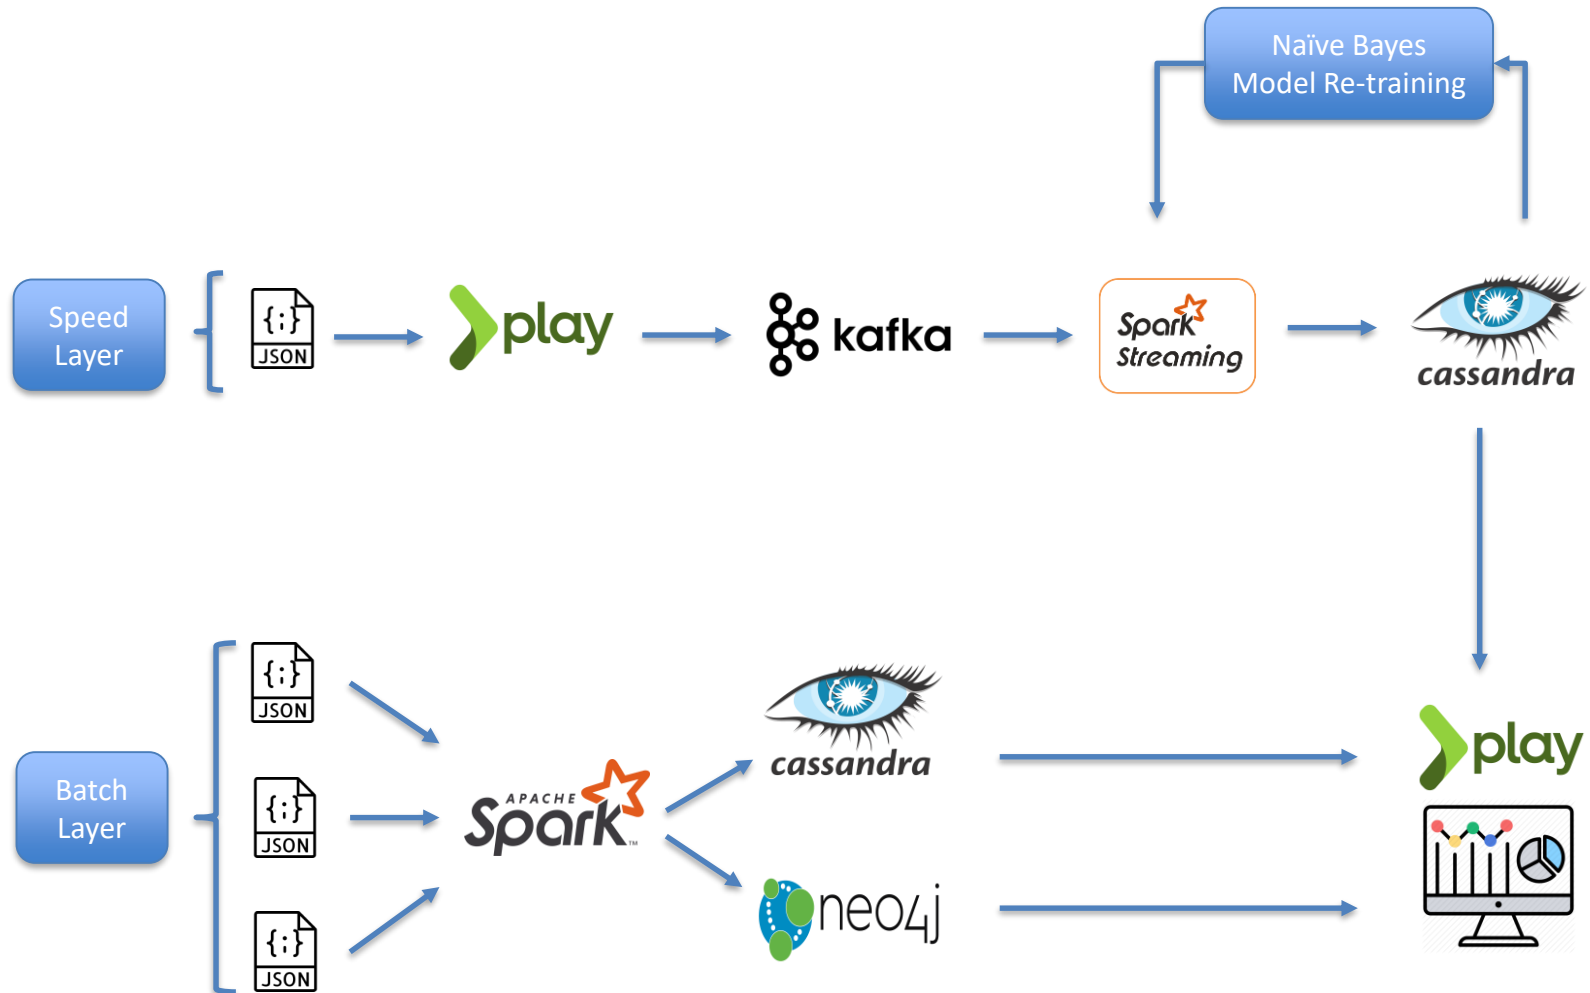 Naïve Bayes
Model Re-training
Speed
Layer
{;}
JSON
play
kafka
Spark
Streaming
cassandra
{;}
JSON
Batch
Layer
{;}
JSON
{;}
JSON
APACHE
Spark™
cassandra
neo4j
play